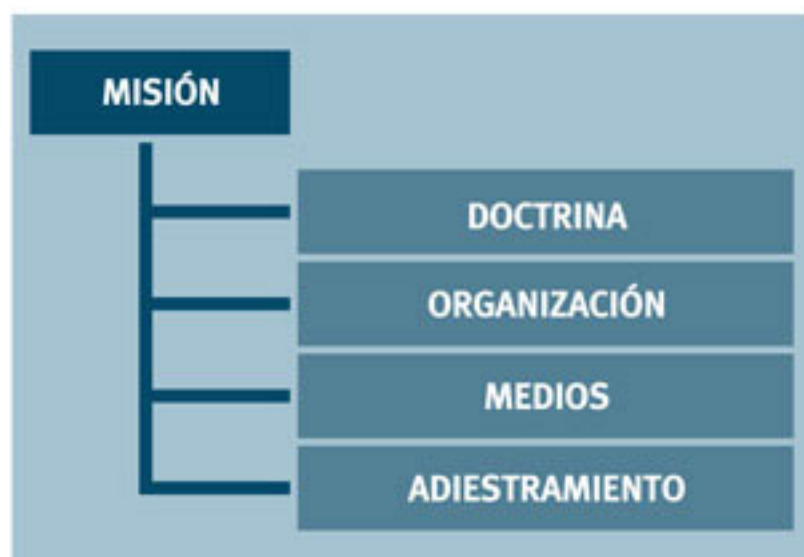 MISIÓN
DOCTRINA
ORGANIZACIÓN
MEDIOS
ADIESTRAMIENTO